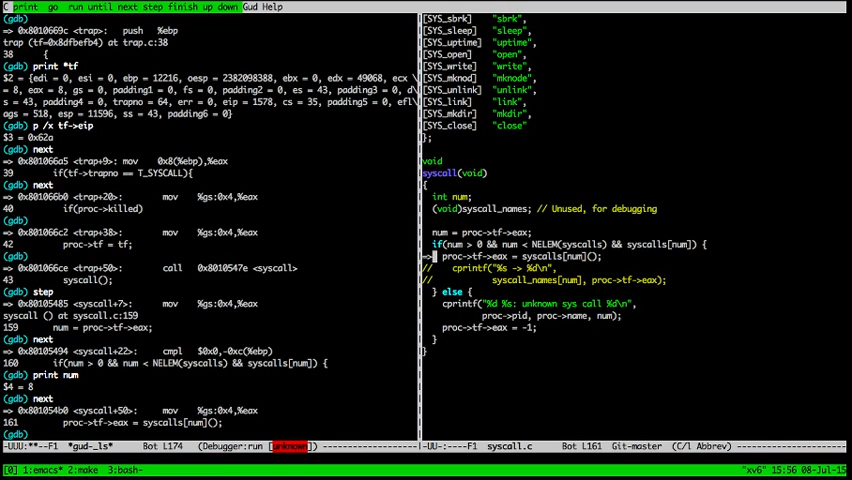 C print go run until next step finish up down Gud Help
(gdb)
=> 0x8010669c <trap>: push %ebp
trap (tf=0x8dfbefb4) at trap.c:38
38 {
(gdb) print *tf
$2 = {edi = 0, esi = 0, ebp = 12216, oesp = 2382098388, ebx = 0, edx = 49068, ecx \
= 8, eax = 8, gs = 0, padding1 = 0, fs = 0, padding2 = 0, es = 43, padding3 = 0, d\
s = 43, padding4 = 0, trapno = 64, err = 0, eip = 1578, cs = 35, padding5 = 0, efl\
ags = 518, esp = 11596, ss = 43, padding6 = 0}
(gdb) p /x tf->eip
$3 = 0x62a
(gdb) next
=> 0x801066a5 <trap+9>: mov 0x8(%ebp),%eax
39 if(tf->trapno == T_SYSCALL){
(gdb) next
=> 0x801066b0 <trap+20>: mov %gs:0x4,%eax
40 if(proc->killed)
(gdb)
=> 0x801066c2 <trap+38>: mov %gs:0x4,%eax
42 proc->tf = tf;
(gdb)
=> 0x801066ce <trap+50>: call 0x8010547e <syscall>
43 syscall();
(gdb) step
=> 0x80105485 <syscall+7>: mov %gs:0x4,%eax
syscall () at syscall.c:159
159 num = proc->tf->eax;
(gdb) next
=> 0x80105494 <syscall+22>: cmpl $0x0,-0xc(%ebp)
160 if(num > 0 && num < NELEM(syscalls) && syscalls[num]) {
(gdb) print num
$4 = 8
(gdb) next
=> 0x801054b0 <syscall+50>: mov %gs:0x4,%eax
161 proc->tf->eax = syscalls[num]();
(gdb)
-UUU:**--F1 *gud-_ls* Bot L174 (Debugger:run [unknown]) ------------------
[SYS_sbrk] "sbrk",
[SYS_sleep] "sleep",
[SYS_uptime] "uptime",
[SYS_open] "open",
[SYS_write] "write",
[SYS_mknod] "mknode",
[SYS_unlink] "unlink",
[SYS_link] "link",
[SYS_mkdir] "mkdir",
[SYS_close] "close"
};
void
syscall(void)
{
int num;
(void)syscall_names; // Unused, for debugging
num = proc->tf->eax;
if(num > 0 && num < NELEM(syscalls) && syscalls[num]) {
=> proc->tf->eax = syscalls[num]();
// cprintf("%s -> %d\n",
// syscall_names[num], proc->tf->eax);
} else {
cprintf("%d %s: unknown sys call %d\n",
proc->pid, proc->name, num);
proc->tf->eax = -1;
}
}
-UU-:----F1 syscall.c Bot L161 Git-master (C/l Abbrev) ------------------
[0] 1:emacs* 2:make 3:bash- "xv6" 15:56 08-Jul-15